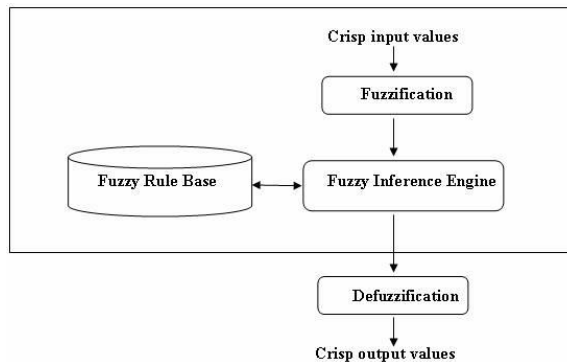 Crisp input values
Fuzzification
Fuzzy Rule Base
Fuzzy Inference Engine
Defuzzification
Crisp output values